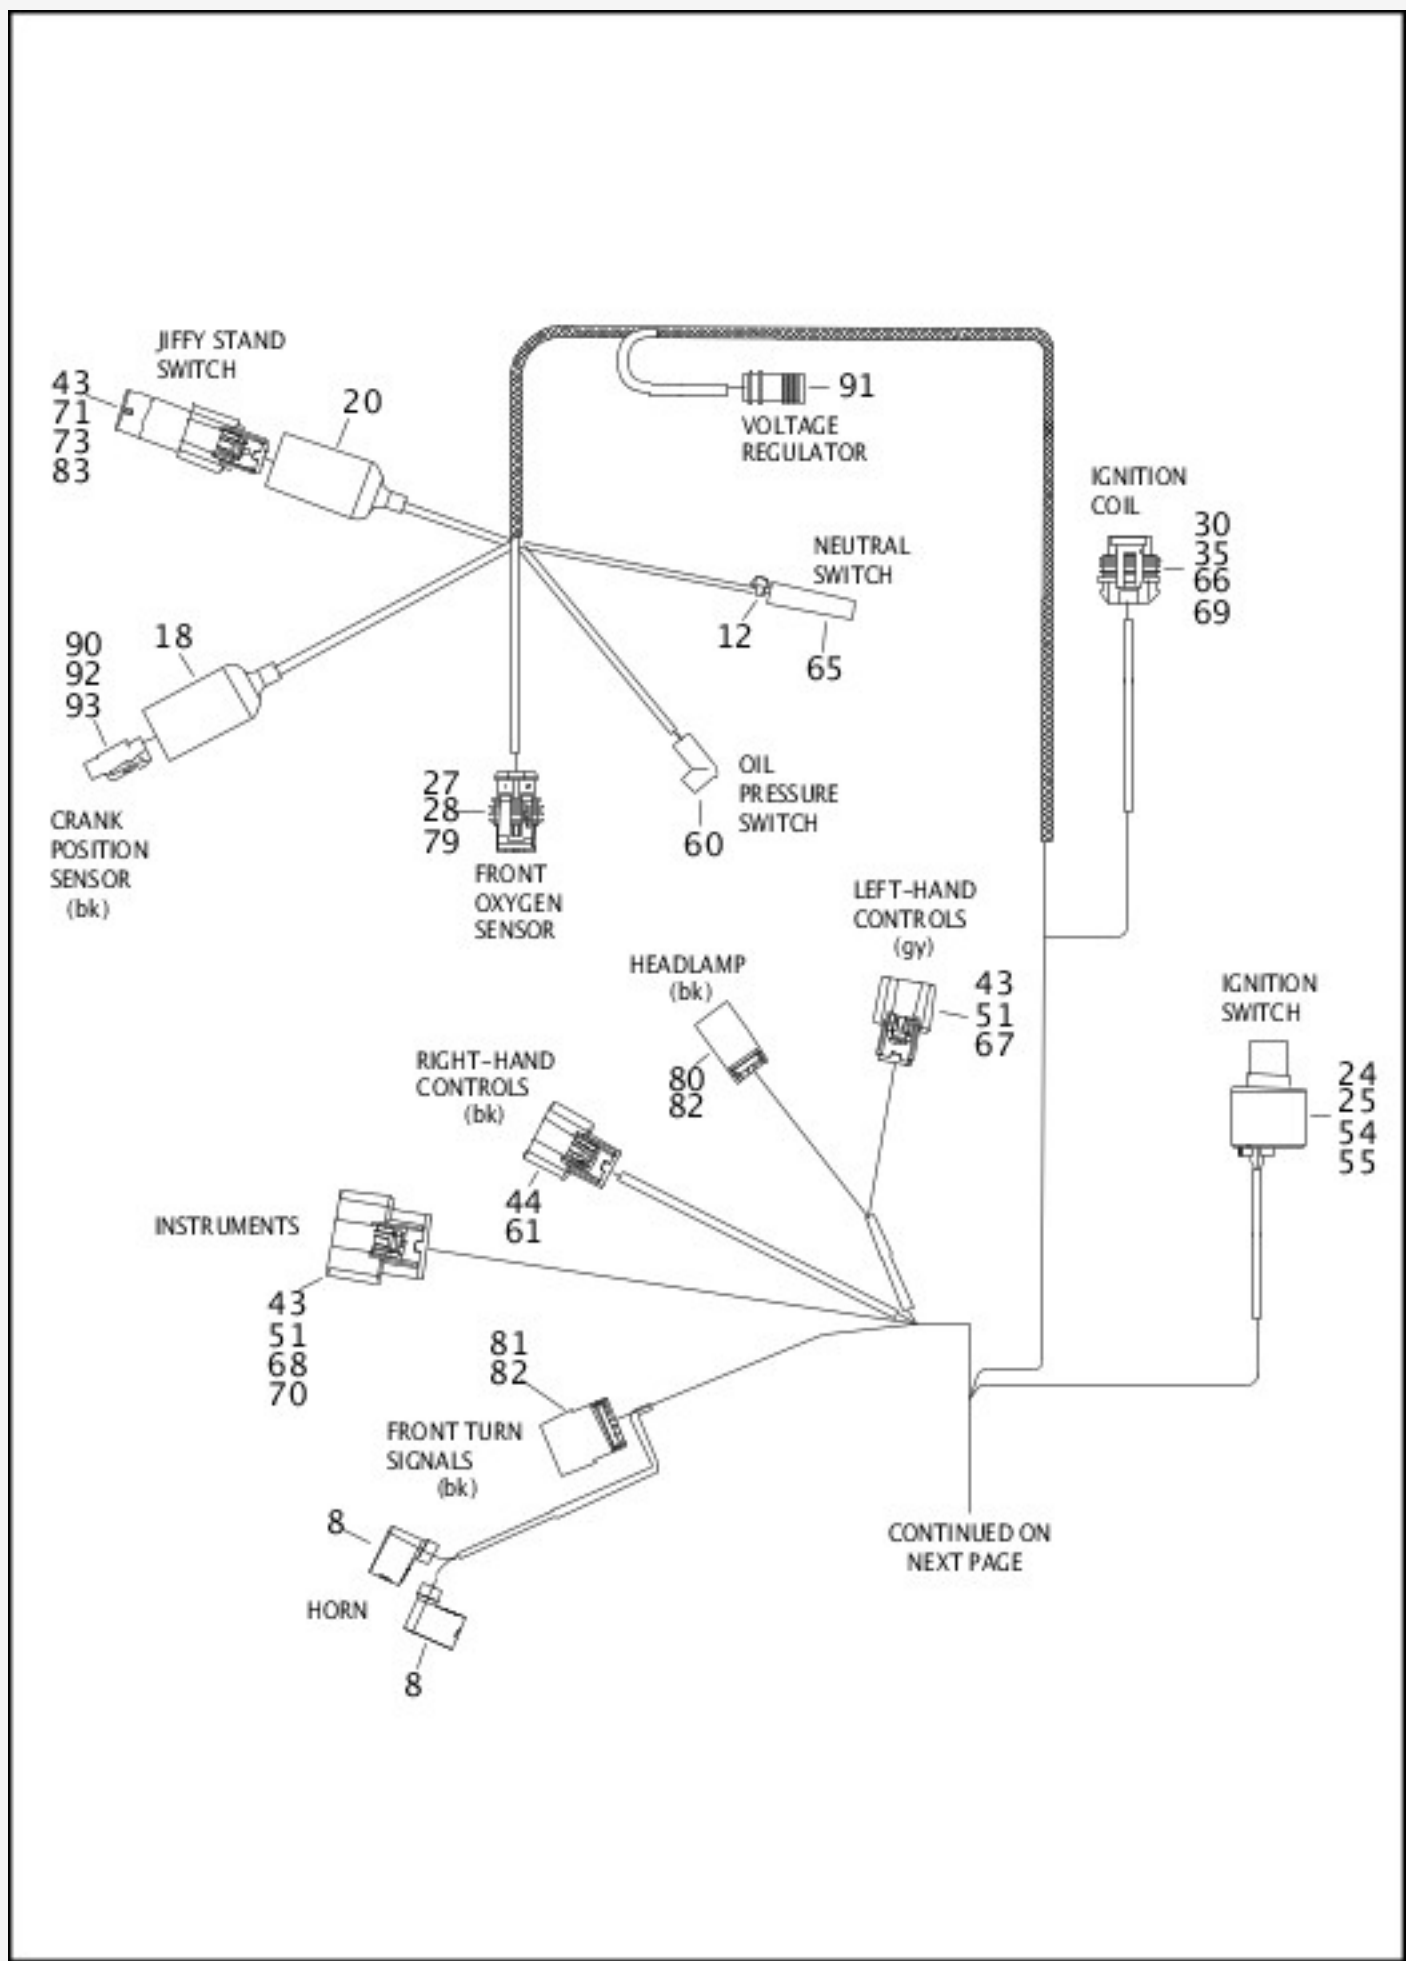 JIFFY STAND
SWITCH
43
71
73
83
20
91
VOLTAGE
REGULATOR
IGNITION
COIL
30
35
66
69
NEUTRAL
SWITCH
12
65
90
92
93
18
CRANK
POSITION
SENSOR
(bk)
27
28
79
FRONT
OXYGEN
SENSOR
OIL
PRESSURE
SWITCH
60
LEFT-HAND
CONTROLS
(gy)
43
51
67
HEADLAMP
(bk)
80
82
IGNITION
SWITCH
24
25
54
55
RIGHT-HAND
CONTROLS
(bk)
44
61
INSTRUMENTS
43
51
68
70
81
82
FRONT TURN
SIGNALS
(bk)
8
HORN
8
CONTINUED ON
NEXT PAGE